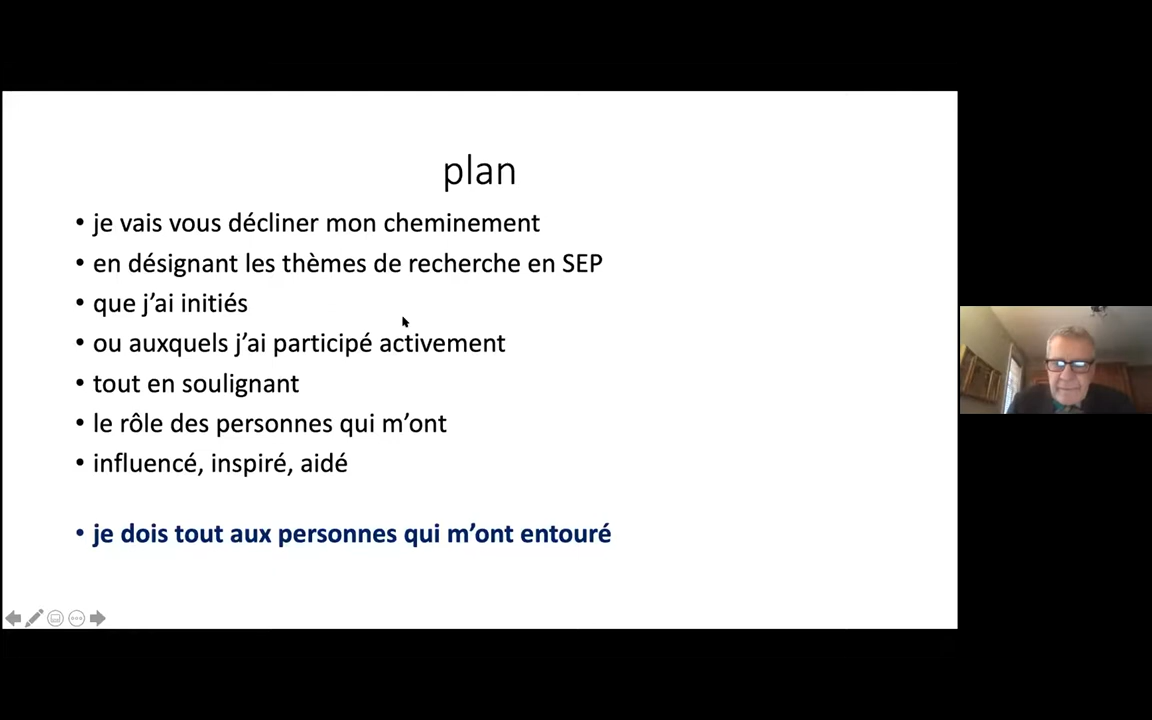 plan
• je vais vous décliner mon cheminement
• en désignant les thèmes de recherche en SEP
• que j’ai initiés
• ou auxquels j’ai participé activement
• tout en soulignant
• le rôle des personnes qui m’ont
• influencé, inspiré, aidé
• je dois tout aux personnes qui m’ont entouré